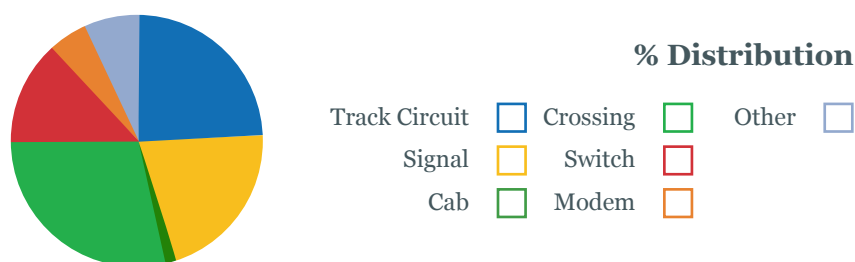 % Distribution
Track Circuit Crossing Other
Signal Switch
Cab Modem